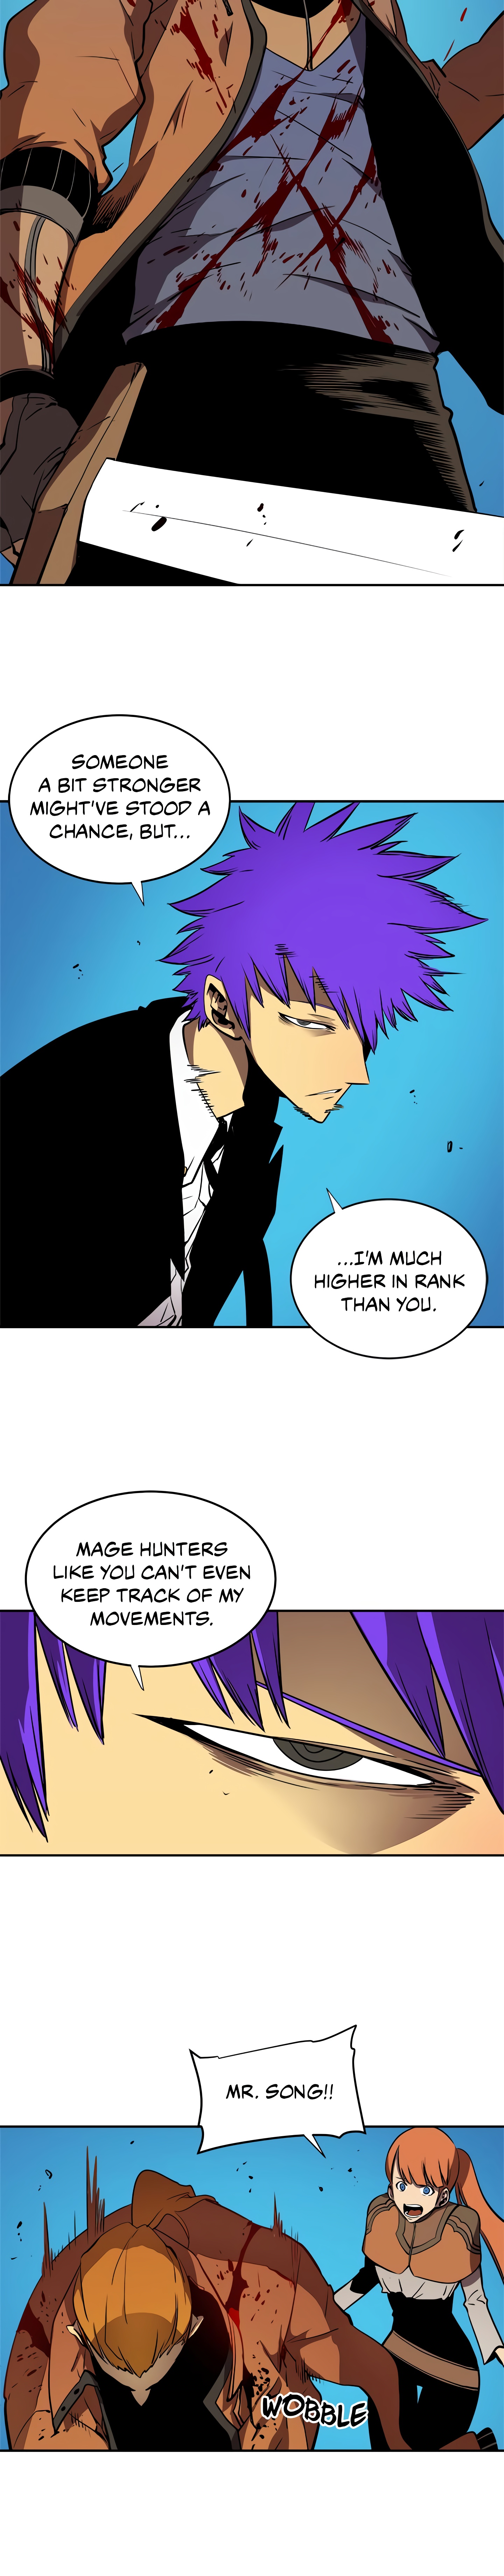 SOMEONE
A BIT STRONGER
MIGHT'VE STOOD A
CHANCE, BUT...
...I'M MUCH
HIGHER IN RANK
THAN YOU.
MAGE HUNTERS
LIKE YOU CAN'T EVEN
KEEP TRACK OF MY
MOVEMENTS.
MR. SONG!!
WOBBLE